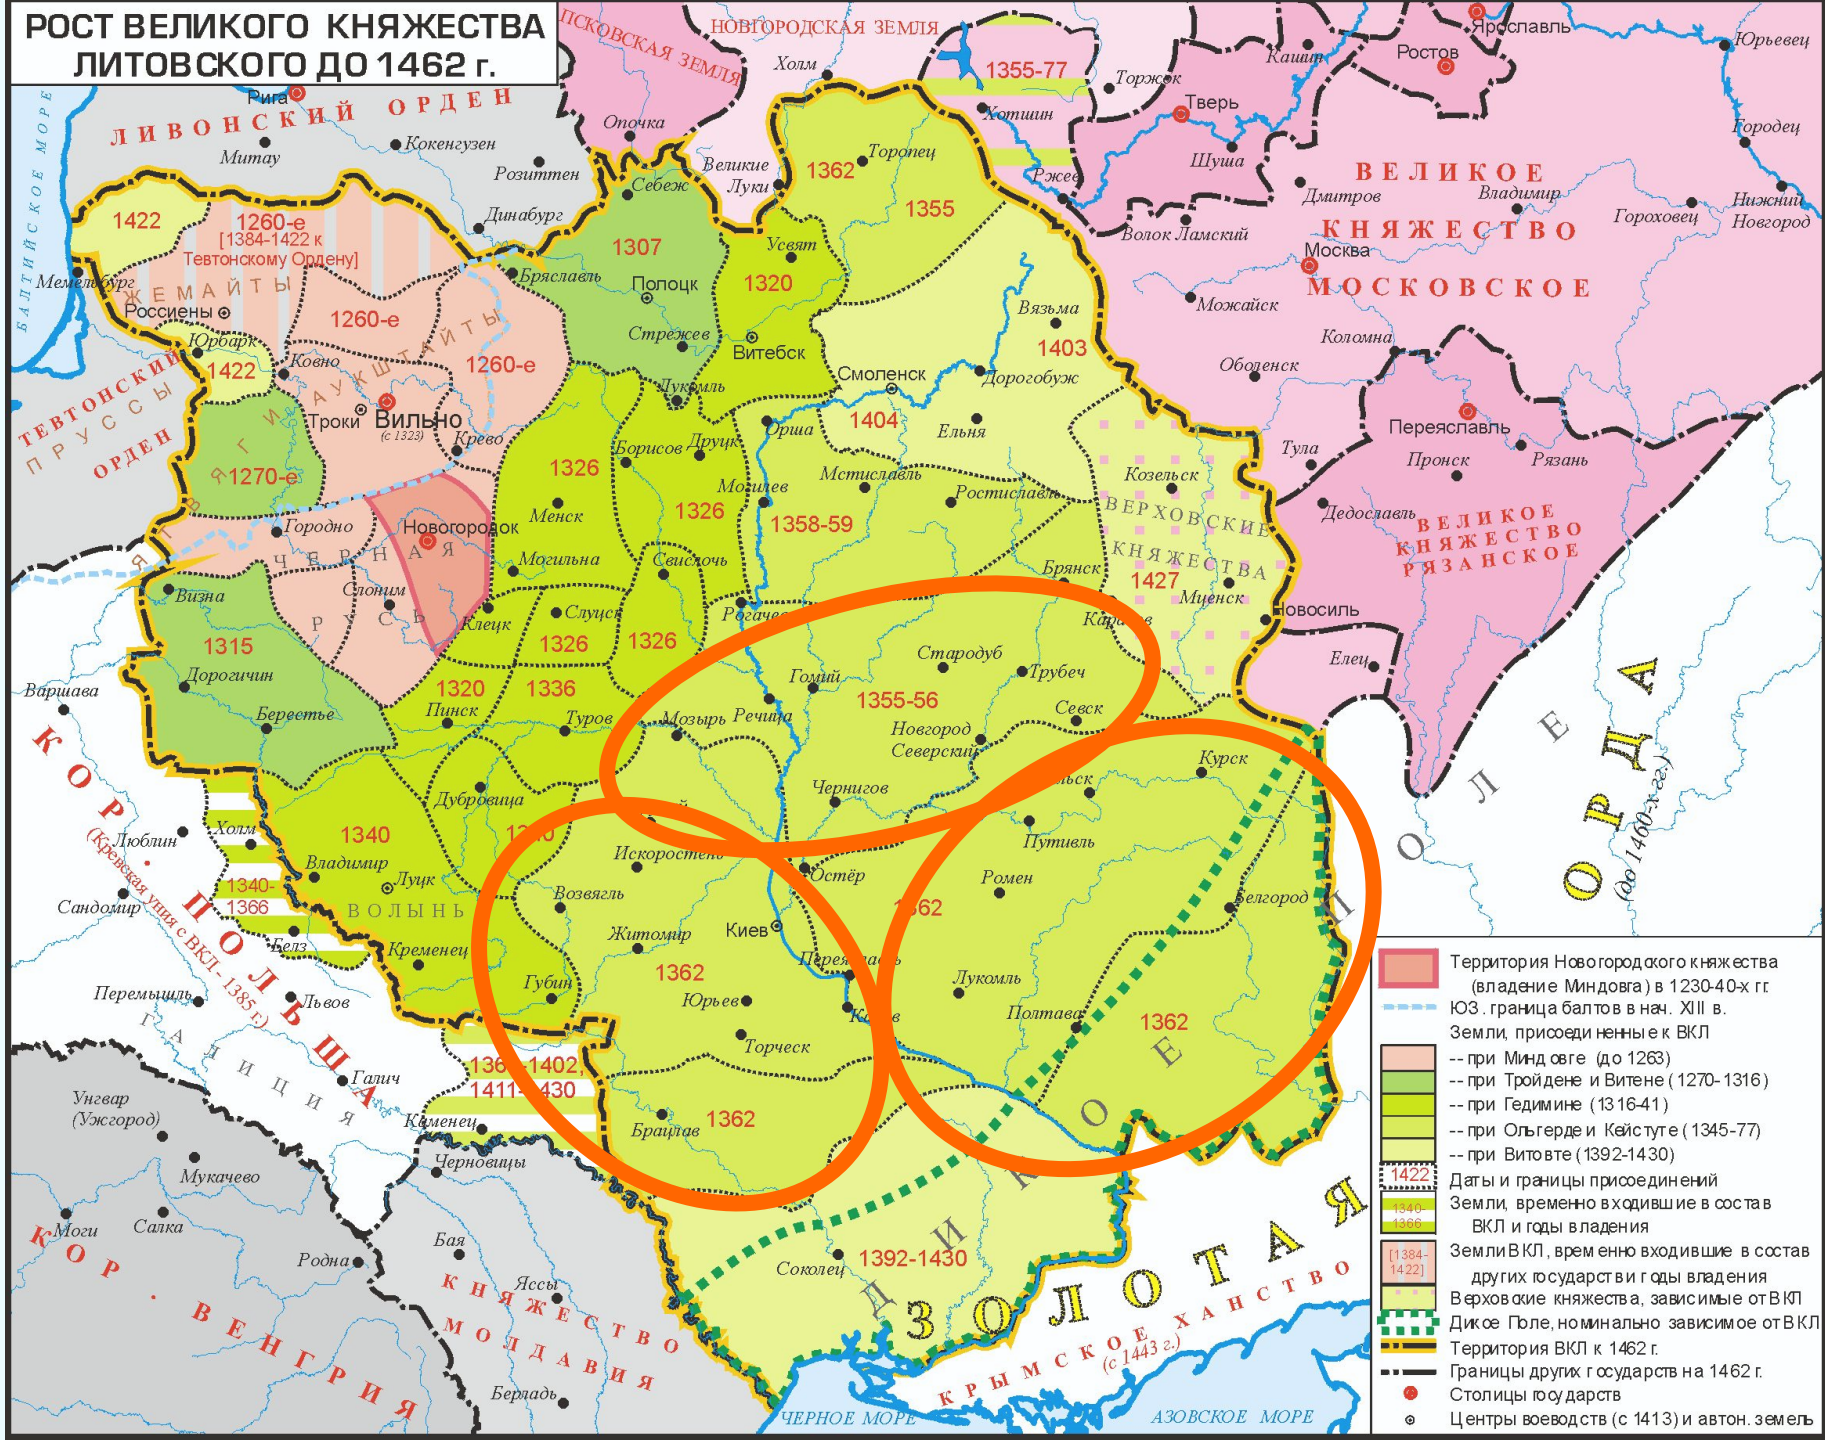 РОСТ ВЕЛИКОГО КНЯЖЕСТВА
ЛИТОВСКОГО ДО 1462 г.
ПСКОВСКАЯ ЗЕМЛЯ
НОВГОРОДСКАЯ ЗЕМЛЯ
Холм
1355-77
Хотшин
Торжок
Кашин
Ярославль
Ростов
Юрьевец
Тверь
Шуша
Городец
Рига
ЛИВОНСКИЙ ОРДЕН
Митау
Кокенгузен
Розиттен
Динабург
Опочка
Себеж
Великие
Луки
1362
Торопец
1355
Ржев
ВЕЛИКОЕ
КНЯЖЕСТВО
МОСКОВСКОЕ
Дмитров
Владимир
Гороховец
Нижний
Новгород
Волок Ламский
Москва
Можайск
Коломна
Оболенск
БАЛТИЙСКОЕ МОРЕ
1422
1260-е
[1384-1422 к
Тевтонскому Ордену]
ЖЕМАЙТЫ
Мемельбург
Россиены
1260-е
Бряславль
1307
Полоцк
Стрежев
Усвят
1320
Витебск
Вязьма
1403
Юрбарк
1422
Ковно
АУКШТАЙТЫ
1260-е
ТЕВТОНСКИЙ
ОРДЕН
ПРУССЫ
Троки
Вильно
(с 1323)
Крево
Лукомль
Смоленск
Дорогобуж
1404
Ельня
Орша
ЯТВЯГИ
1270-е
1326
Борисов
Друцк
Менск
1326
Могилев
1358-59
Мстиславль
Ростиславль
Козельск
ВЕРХОВСКИЕ
КНЯЖЕСТВА
1427
Мценск
Тула
Переяславль
Пронск
Рязань
Дедославль
ВЕЛИКОЕ
КНЯЖЕСТВО
РЯЗАНСКОЕ
Городно
Новогородок
ЧЕРНАЯ
РУСЬ
Слоним
Могильна
Свислочь
Визна
Клецк
Слуцк
1326
1326
Рогачев
Брянск
Карачев
Новосиль
Елец
1315
Дорогичин
Берестье
Варшава
1320
Пинск
1336
Туров
Мозырь
Речица
Гомий
1355-56
Стародуб
Трубеч
Новгород
Северский
Севск
Чернигов
Курск
Путивль
Дубровица
КОР. ПОЛЬША
(Кревская уния с ВКЛ - 1385 г.)
Люблин
Холм
1340
Владимир
Луцк
ВОЛЫНЬ
1340-
1366
Белз
Сандомир
Кременец
Губин
Искоростень
Возвягль
Житомир
Киев
Остёр
Ромен
Белгород
1362
Юрьев
Торческ
Лукомль
Полтава
1362
Перемышль
Львов
ГАЛИЦИЯ
Галич
Каменец
1362
Брацлав
Унгвар
(Ужгород)
Мукачево
Черновицы
Моги
Салка
Родна
Бая
Яссы
Берладь
КОР. ВЕНГРИЯ
КНЯЖЕСТВО
МОЛДАВИЯ
Соколец
1392-1430
ДИКОЕ ПОЛЕ
ЗОЛОТАЯ
ОРДА
(до 1460-х гг.)
КРЫМСКОЕ ХАНСТВО
(с 1443 г.)
ЧЕРНОЕ МОРЕ
АЗОВСКОЕ МОРЕ
Территория Новогородского княжества
(владение Миндовга) в 1230-40-х гг.
ЮЗ. граница балтов в нач. XIII в.
Земли, присоединенные к ВКЛ
-- при Миндовге (до 1263)
-- при Тройдене и Витене (1270-1316)
-- при Гедимине (1316-41)
-- при Ольгерде и Кейстуте (1345-77)
-- при Витовте (1392-1430)
1422
Даты и границы присоединений
1340-
1366
Земли, временно входившие в состав
ВКЛ и годы владения
[1384-
1422]
Земли ВКЛ, временно входившие в состав
других государств и годы владения
Верховские княжества, зависимые от ВКЛ
Дикое Поле, номинально зависимое от ВКЛ
Территория ВКЛ к 1462 г.
Границы других государств на 1462 г.
Столицы государств
Центры воеводств (с 1413) и автон. земель